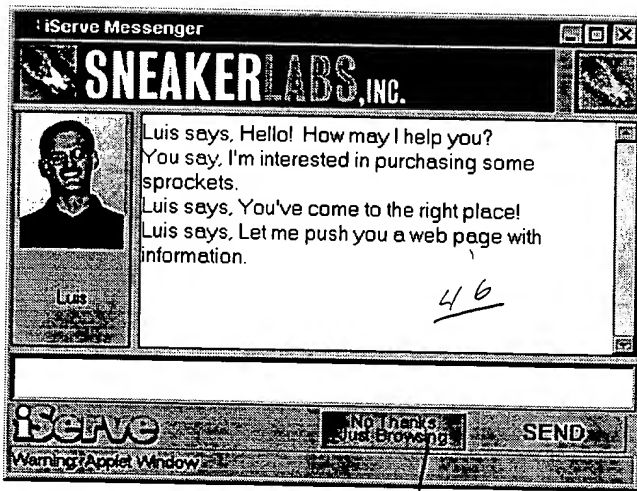 iServe Messenger
SNEAKERLABS,INC.
Luis says, Hello! How may I help you?
You say, I'm interested in purchasing some
sprockets.
Luis says, You've come to the right place!
Luis says, Let me push you a web page with
information.
46
Luis
iServe
No Thanks
Just Browsing
SEND
Warning: Applet Window